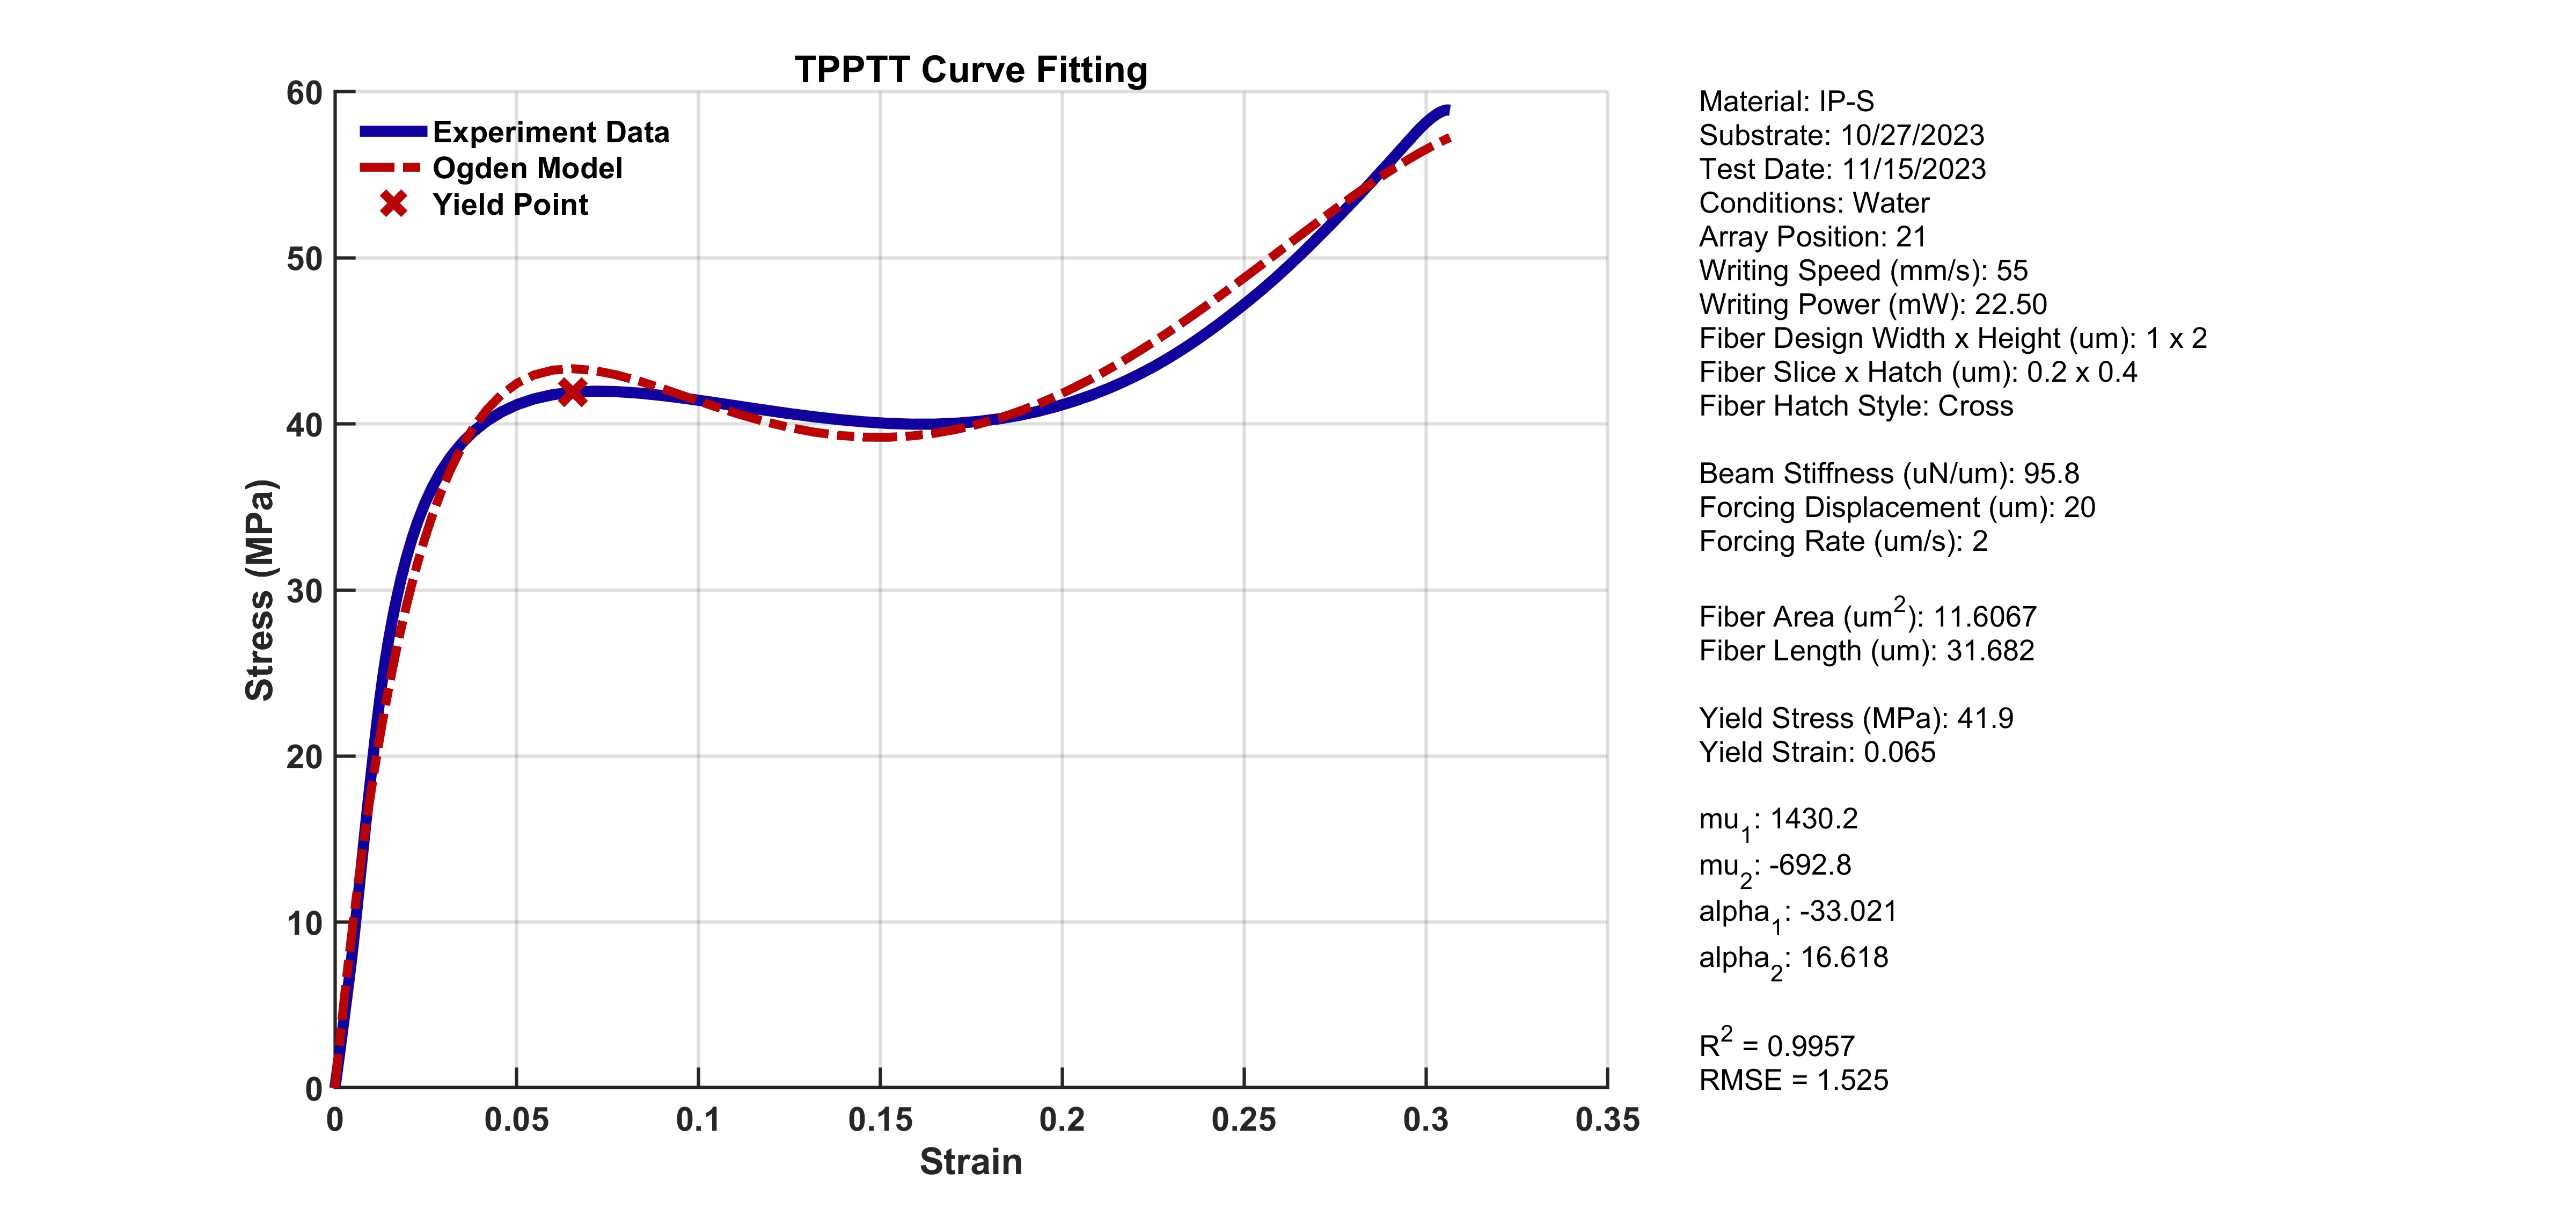 TPPTT Curve Fitting
60
50
40
30
20
10
0
Stress (MPa)
Experiment Data
Ogden Model
Yield Point
0 0.05 0.1 0.15 0.2 0.25 0.3 0.35
Strain
Material: IP-S
Substrate: 10/27/2023
Test Date: 11/15/2023
Conditions: Water
Array Position: 21
Writing Speed (mm/s): 55
Writing Power (mW): 22.50
Fiber Design Width x Height (um): 1 x 2
Fiber Slice x Hatch (um): 0.2 x 0.4
Fiber Hatch Style: Cross
Beam Stiffness (uN/um): 95.8
Forcing Displacement (um): 20
Forcing Rate (um/s): 2
Fiber Area (um²): 11.6067
Fiber Length (um): 31.682
Yield Stress (MPa): 41.9
Yield Strain: 0.065
mu₁: 1430.2
mu₂: -692.8
alpha₁: -33.021
alpha₂: 16.618
R² = 0.9957
RMSE = 1.525